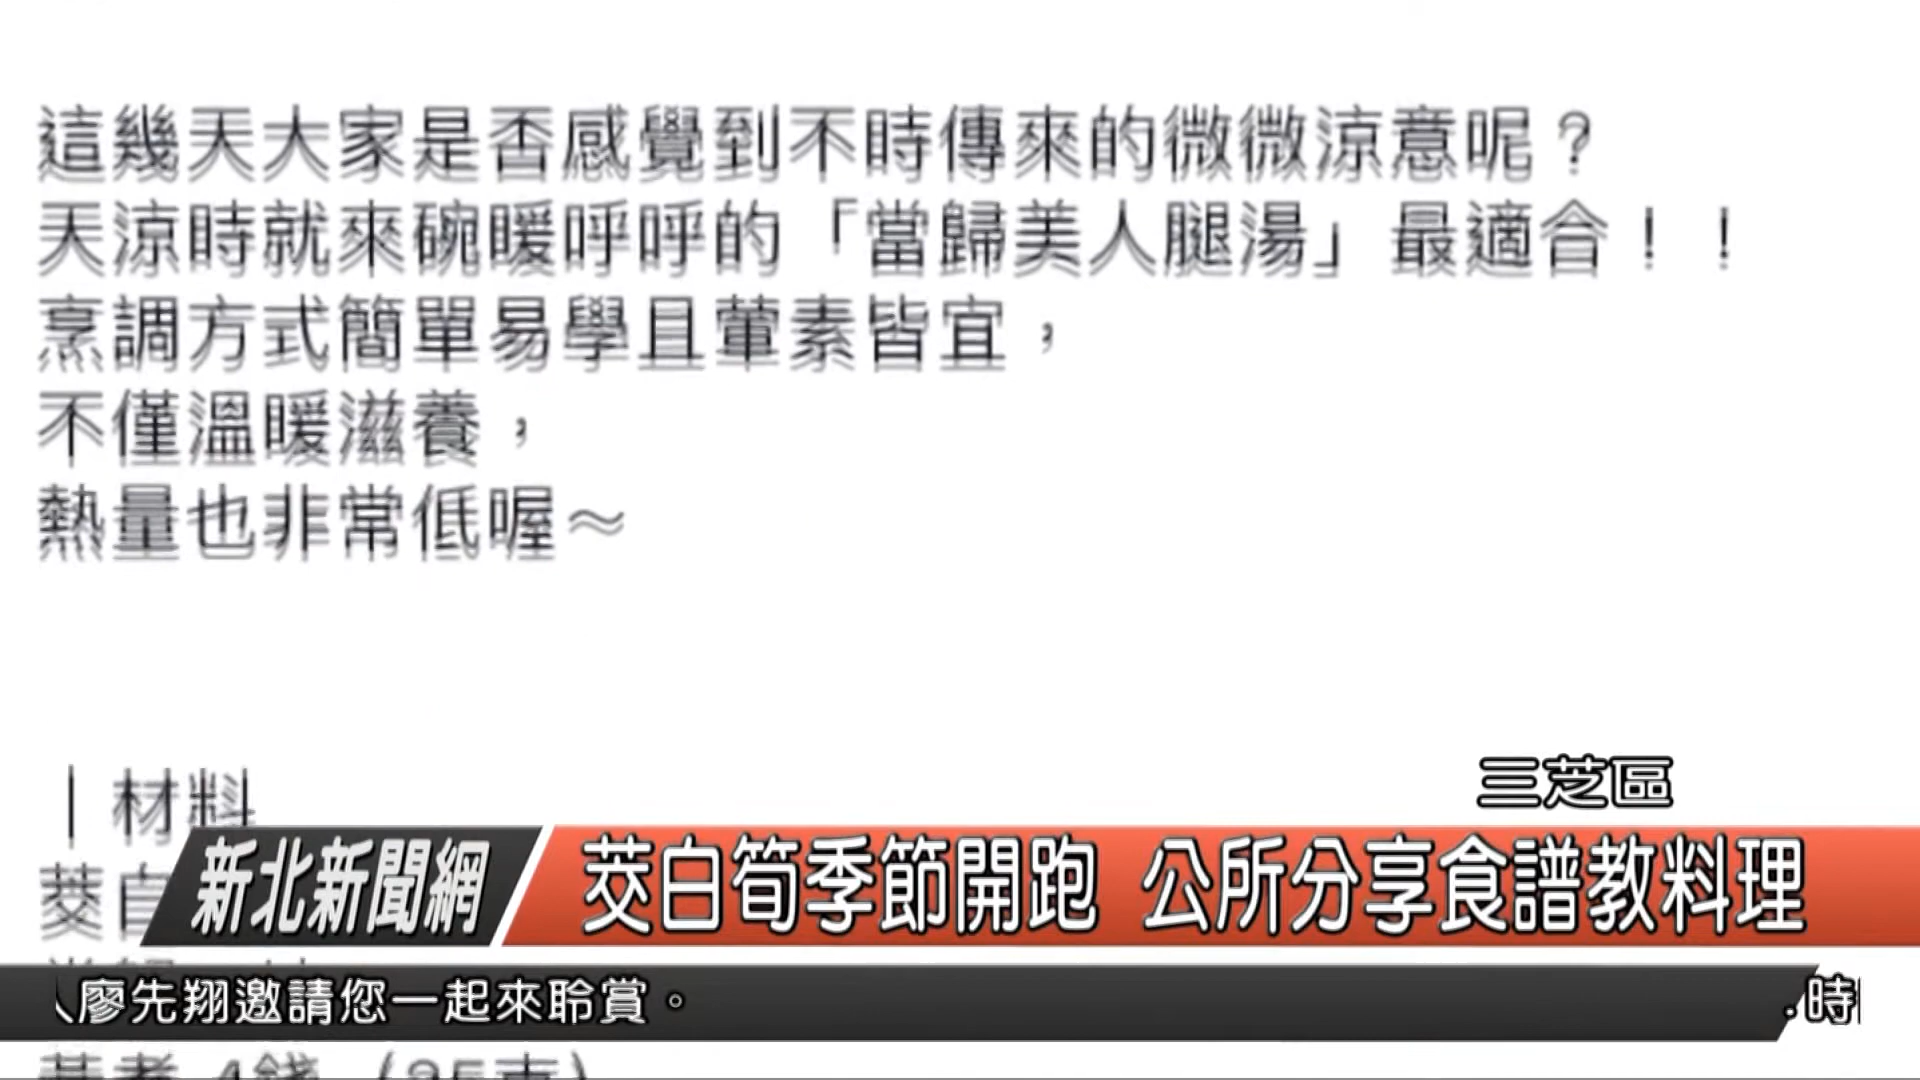 這幾天大家是否感覺到不時傳來的微微涼意呢？
天涼時就來碗暖呼呼的「當歸美人腿湯」最適合！！
烹調方式簡單易學且葷素皆宜，
不僅溫暖滋養，
熱量也非常低喔～
｜材料
三芝區
茭白
新北新聞網
茭白筍季節開跑 公所分享食譜教料理
廖先翔邀請您一起來聆賞。
時